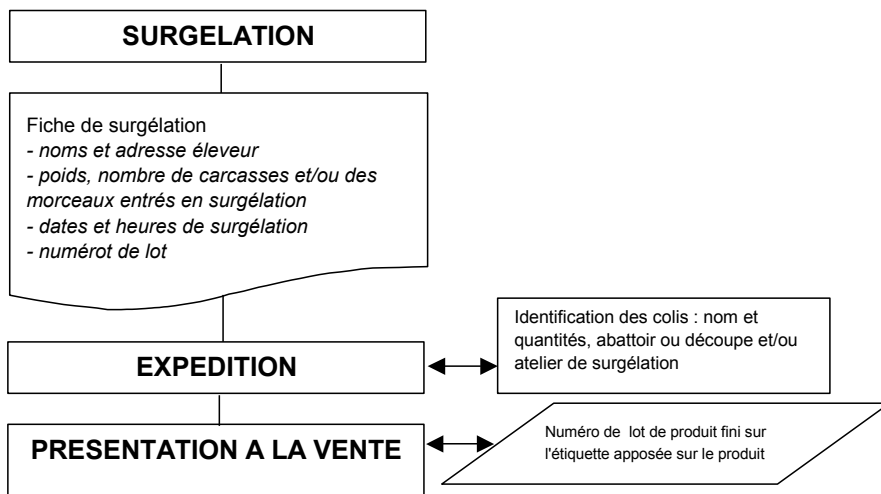 SURGELATION
Fiche de surgélation
- noms et adresse éleveur
- poids, nombre de carcasses et/ou des
morceaux entrés en surgélation
- dates et heures de surgélation
- numérot de lot
EXPEDITION
Identification des colis : nom et
quantités, abattoir ou découpe et/ou
atelier de surgélation
PRESENTATION A LA VENTE
Numéro de lot de produit fini sur
l'étiquette apposée sur le produit